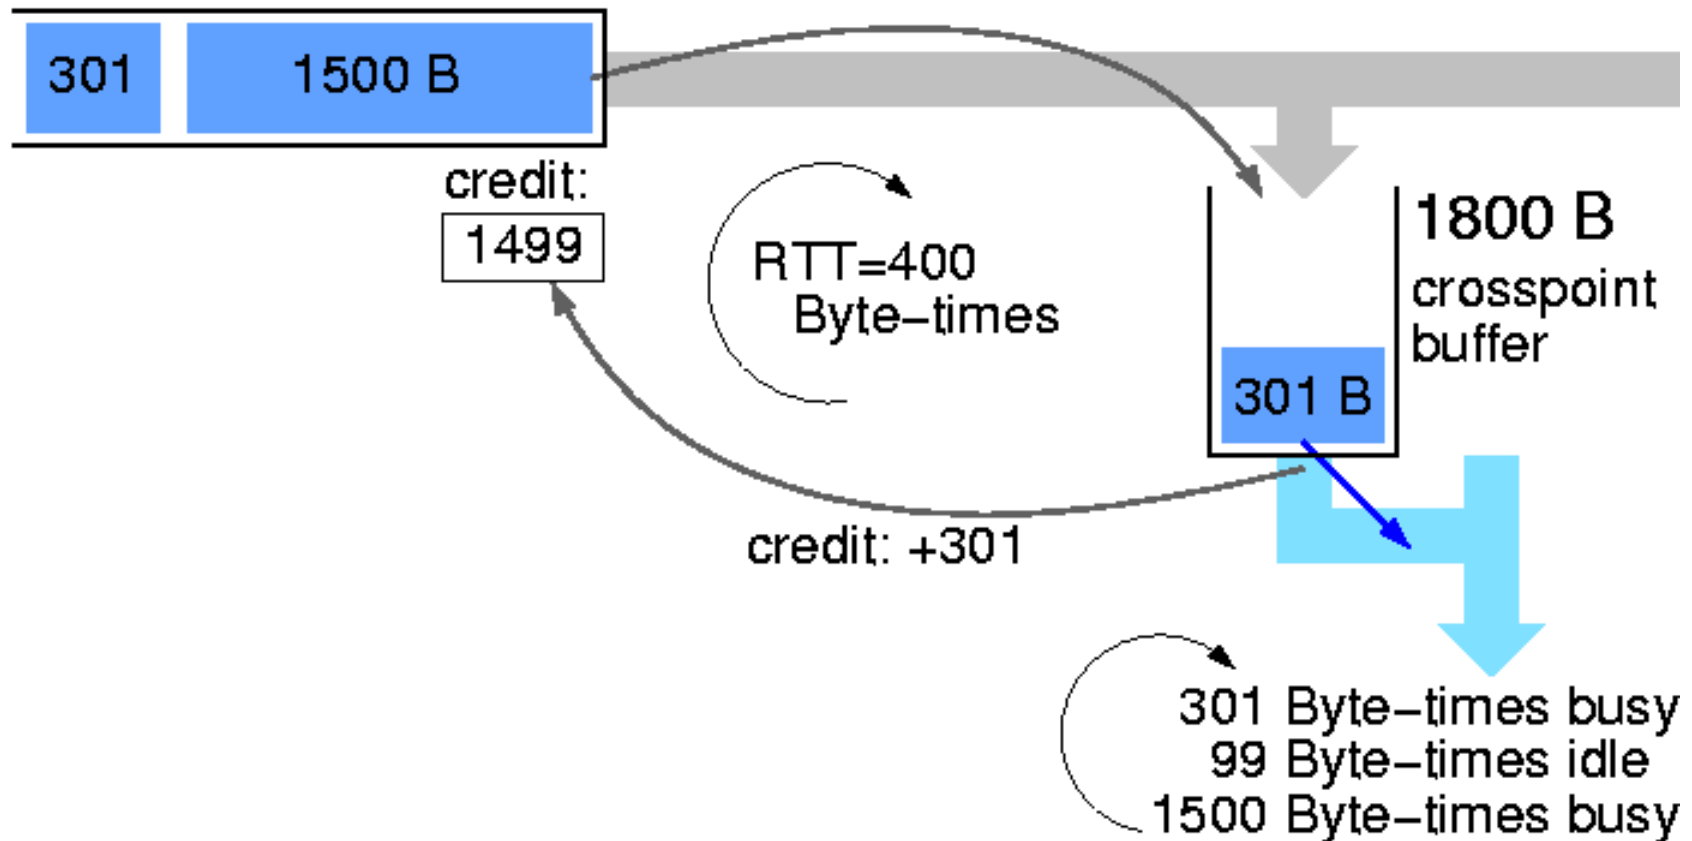 301
1500 B
credit:
1499
RTT=400
Byte-times
1800 B
crosspoint
buffer
301 B
credit: +301
301 Byte-times busy
99 Byte-times idle
1500 Byte-times busy